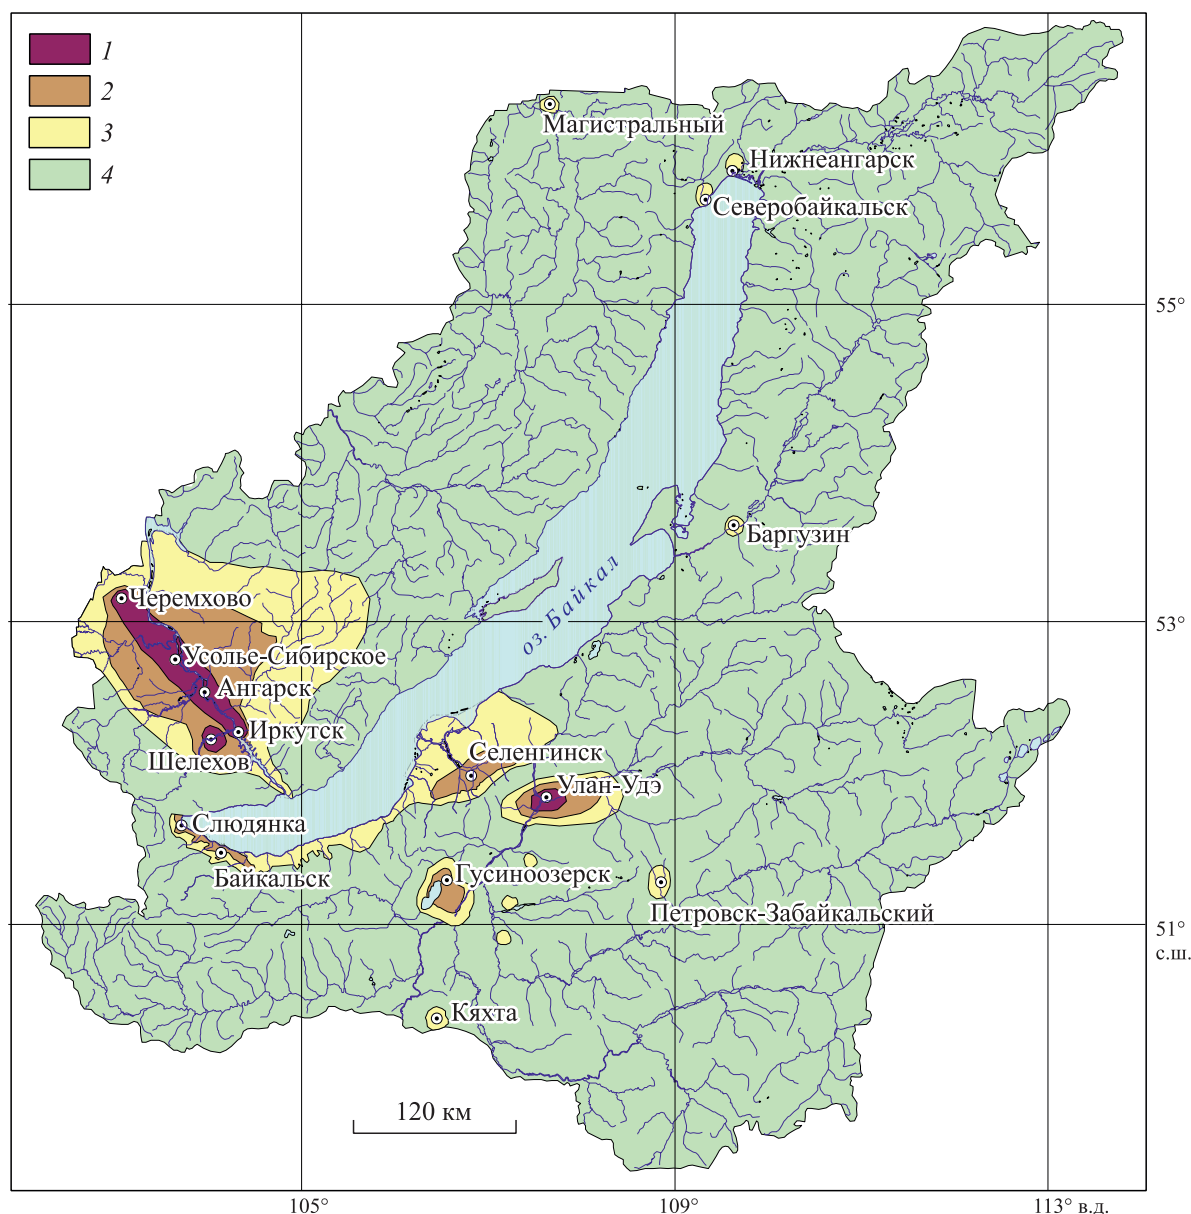 1
2
3
4
Магистральный
Нижнеангарск
Северобайкальск
55°
Баргузин
оз. Байкал
Черемхово
53°
Усолье-Сибирское
Ангарск
Иркутск
Шелехов
Селенгинск
Улан-Удэ
Слюдянка
Байкальск
Гусиноозерск
Петровск-Забайкальский
51°
с.ш.
Кяхта
120 км
105°
109°
113° в.д.